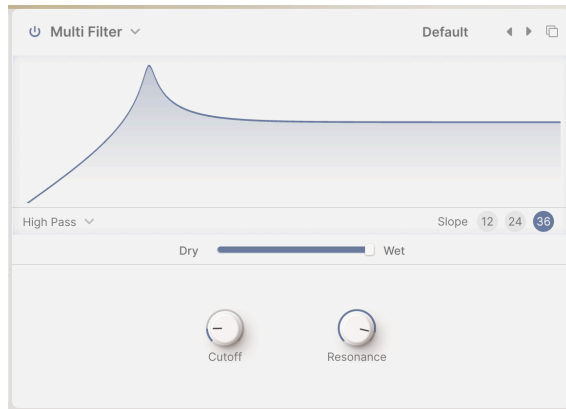 Multi Filter
Default
High Pass
Slope 12 24 36
Dry Wet
Cutoff Resonance